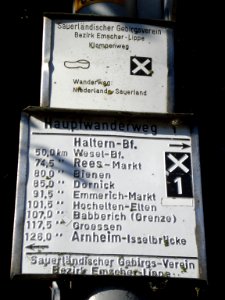 Sauerländischer Gebirgsverein
Bezirk Emscher-Lippe
Klompenweg
X
Wanderweg:
Niederlande-Sauerland
Hauptwanderweg 1
Haltern-Bf.
50,0km Wesel-Bf.
74,5 " Rees-Markt
80,0 " Bienen
85,0 " Dornick
91,5 " Emmerich-Markt
101,5 " Hochelten-Elten
107,0 " Babberich (Grenze)
117,5 " Groessen
126,0 " Arnheim-Isselbrücke
X
1
Sauerländischer Gebirgs-Verein
Bezirk Emscher-Lippe